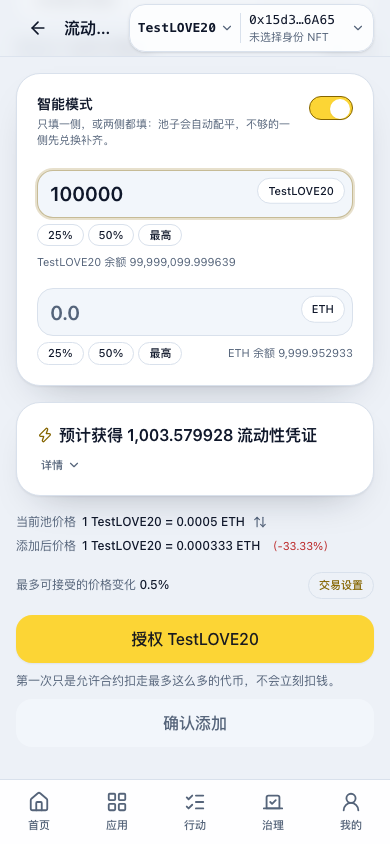 流动...
TestLOVE20
0x15d3…6A65
未选择身份 NFT
智能模式
只填一侧，或两侧都填：池子会自动配平，不够的一
侧先兑换补齐。
100000
TestLOVE20
25%
50%
最高
TestLOVE20 余额 99,999,099.999639
0.0
ETH
25%
50%
最高
ETH 余额 9,999.952933
预计获得 1,003.579928 流动性凭证
详情
当前池价格 1 TestLOVE20 = 0.0005 ETH
添加后价格 1 TestLOVE20 = 0.000333 ETH (-33.33%)
最多可接受的价格变化 0.5%
交易设置
授权 TestLOVE20
第一次只是允许合约扣走最多这么多的代币，不会立刻扣钱。
确认添加
首页
应用
行动
治理
我的